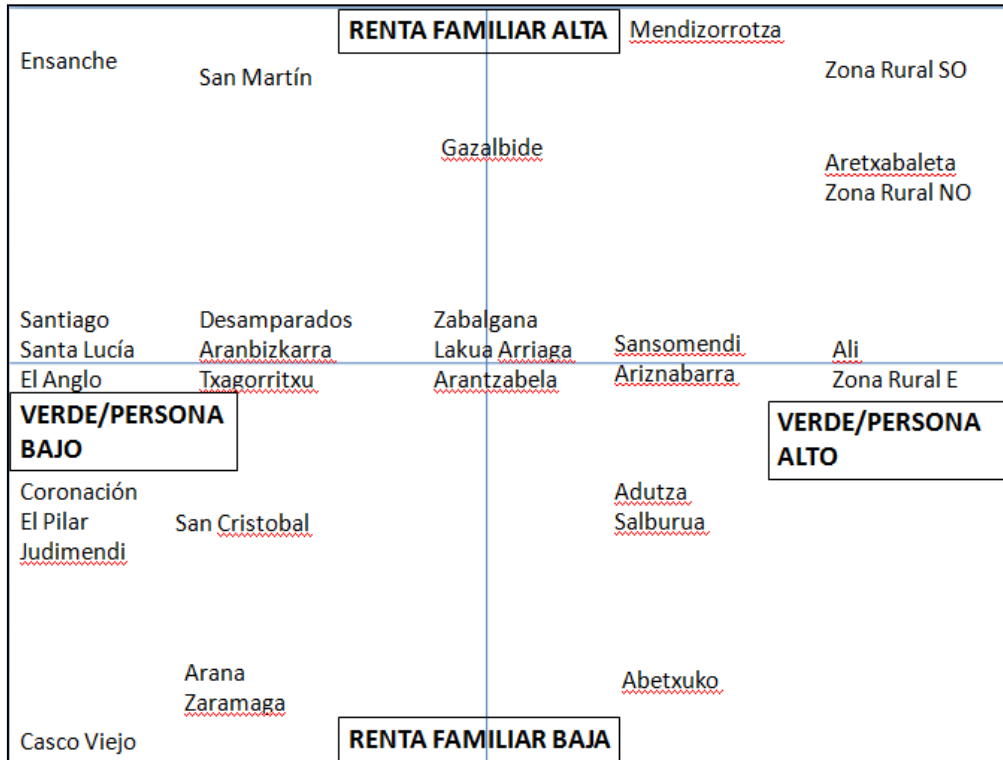 RENTA FAMILIAR ALTA
Mendizorrotza
Ensanche
San Martín
Zona Rural SO
Gazalbide
Aretxabaleta
Zona Rural NO
Santiago
Santa Lucía
El Anglo
Desamparados
Aranbizkarra
Txagorritxu
Zabalgana
Lakua Arriaga
Arantzabela
Sansomendi
Ariznabarra
Ali
Zona Rural E
VERDE/PERSONA
BAJO
VERDE/PERSONA
ALTO
Coronación
El Pilar
Judimendi
San Cristobal
Adutza
Salburua
Arana
Zaramaga
Abetxuko
Casco Viejo
RENTA FAMILIAR BAJA